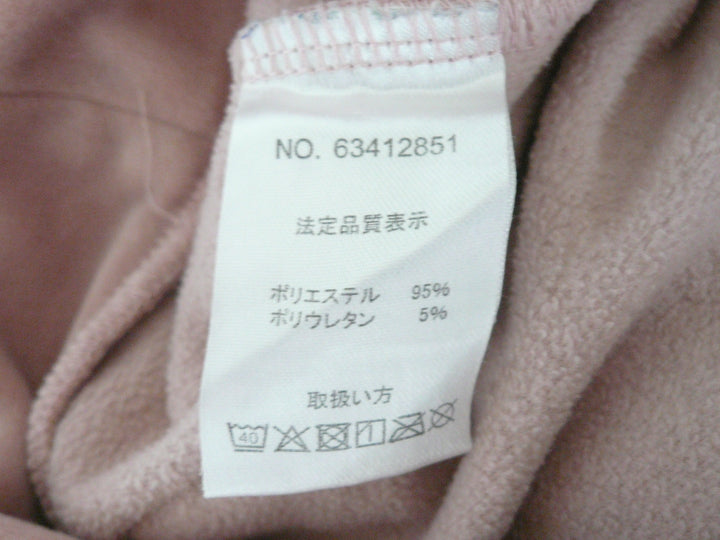 NO. 63412851
法定品質表示
ポリエステル 95%
ポリウレタン 5%
取扱い方
40